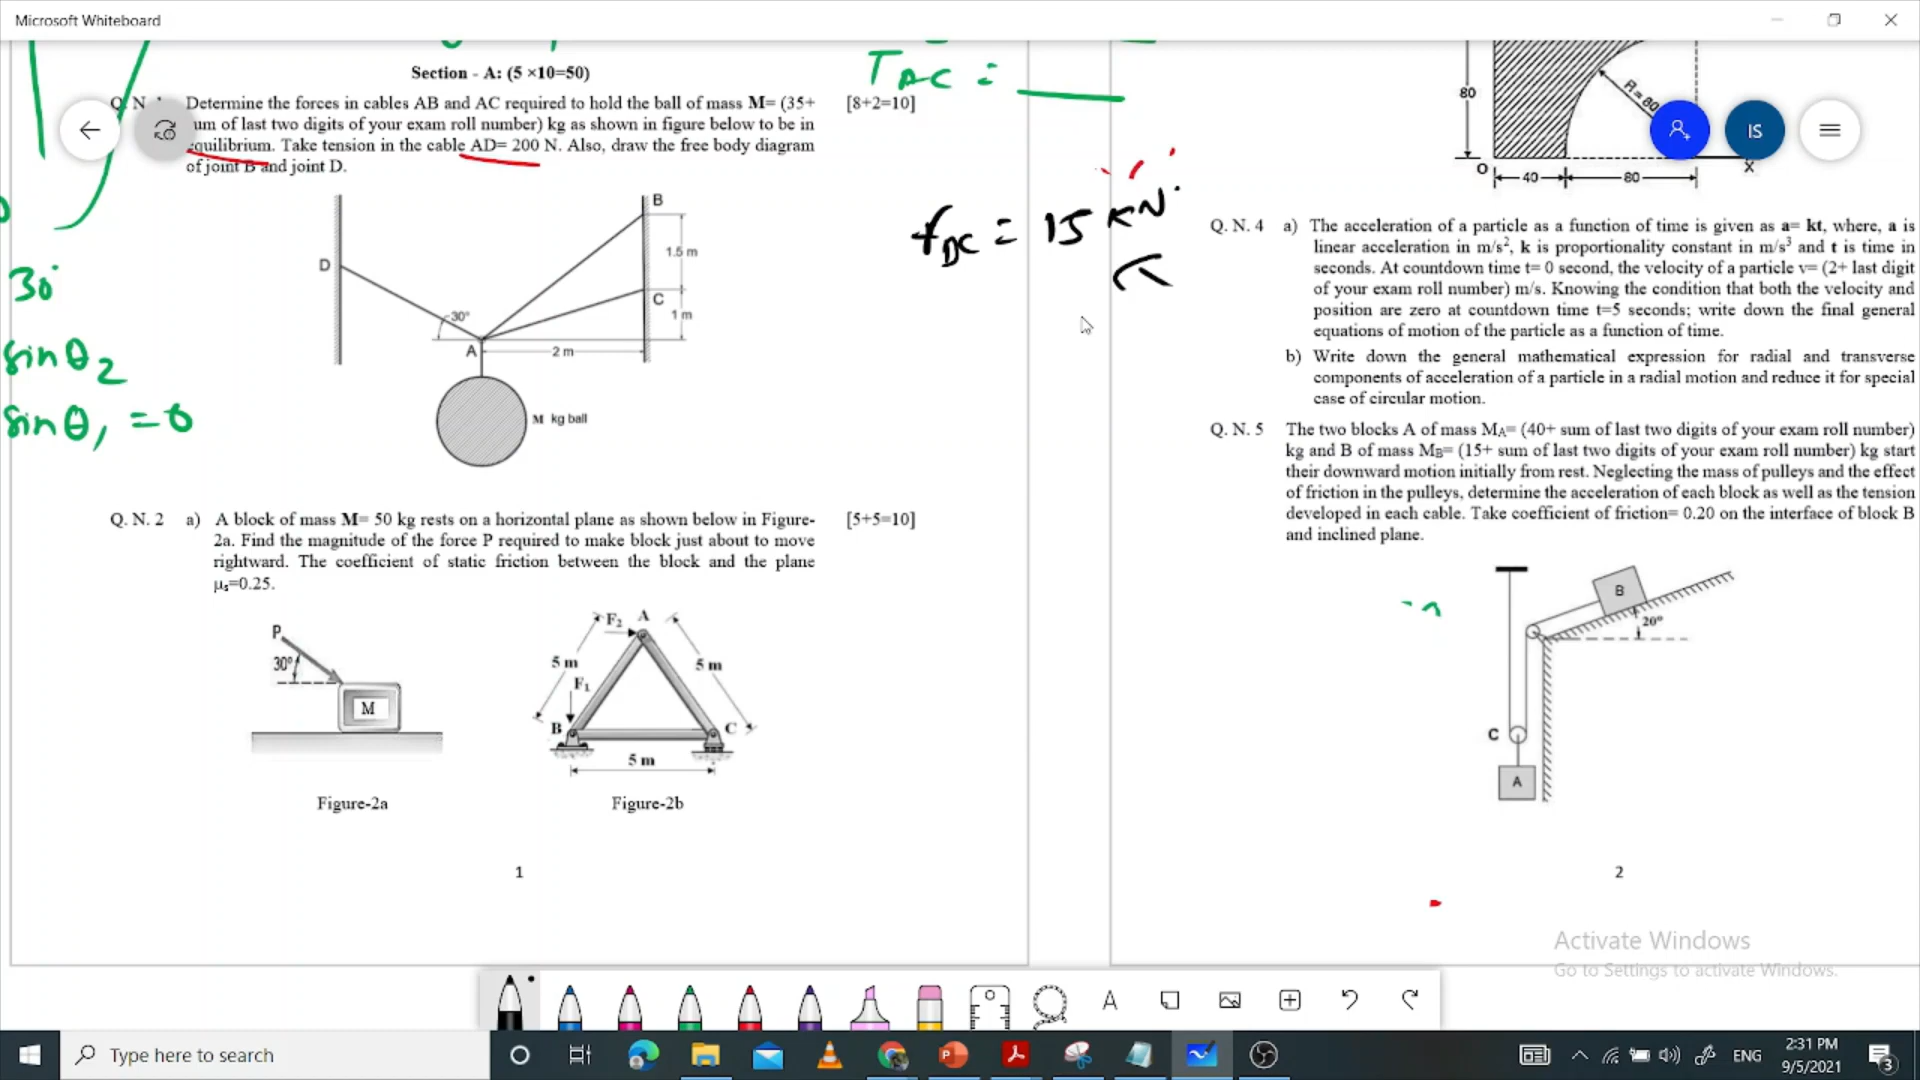 Microsoft Whiteboard
Section - A: (5 ×10=50)
Determine the forces in cables AB and AC required to hold the ball of mass M= (35+ [8+2=10]
um of last two digits of your exam roll number) kg as shown in figure below to be in
equilibrium. Take tension in the cable AD= 200 N. Also, draw the free body diagram
of joint B and joint D.
B
D
1.5 m
C
30°
1 m
A
2 m
M kg ball
Q. N. 2 a) A block of mass M= 50 kg rests on a horizontal plane as shown below in Figure- [5+5=10]
2a. Find the magnitude of the force P required to make block just about to move
rightward. The coefficient of static friction between the block and the plane
μs=0.25.
P
30°
M
F₂ A
5 m 5 m
F₁
B C
5 m
Figure-2a Figure-2b
1
30°
sinθ₂
sinθ₁ = 0
T_AC =
= 15 KN
80
R = 80
O 40 80 X
IS
Q. N. 4 a) The acceleration of a particle as a function of time is given as a= kt, where, a is
linear acceleration in m/s², k is proportionality constant in m/s³ and t is time in
seconds. At countdown time t= 0 second, the velocity of a particle v= (2+ last digit
of your exam roll number) m/s. Knowing the condition that both the velocity and
position are zero at countdown time t=5 seconds; write down the final general
equations of motion of the particle as a function of time.
b) Write down the general mathematical expression for radial and transverse
components of acceleration of a particle in a radial motion and reduce it for special
case of circular motion.
Q. N. 5 The two blocks A of mass MA= (40+ sum of last two digits of your exam roll number)
kg and B of mass MB= (15+ sum of last two digits of your exam roll number) kg start
their downward motion initially from rest. Neglecting the mass of pulleys and the effect
of friction in the pulleys, determine the acceleration of each block as well as the tension
developed in each cable. Take coefficient of friction= 0.20 on the interface of block B
and inclined plane.
B
20°
C
A
2
Activate Windows
Go to Settings to activate Windows.
A
Type here to search
ENG
2:31 PM
9/5/2021
3